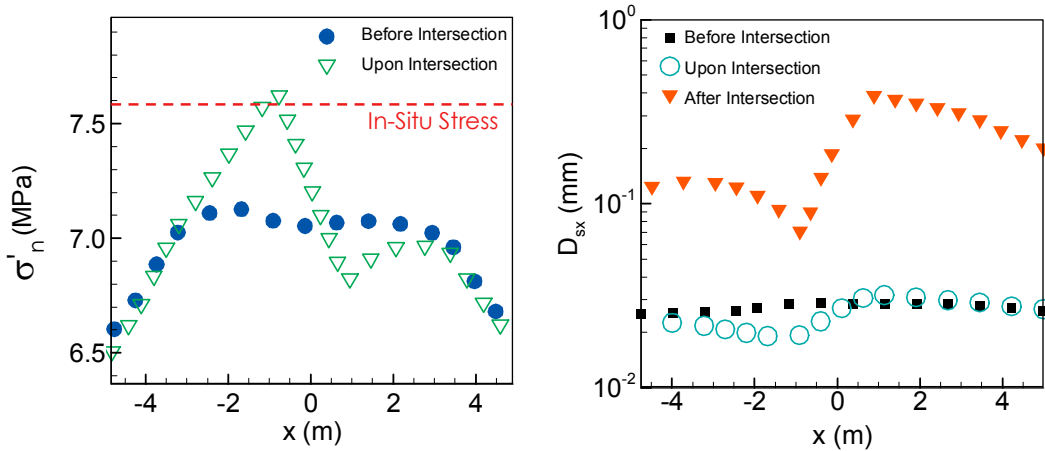 σ'n (MPa)
7.5
7.0
6.5
Before Intersection
Upon Intersection
In-Situ Stress
-4
-2
0
2
4
x (m)
Dsx (mm)
10^0
10^-1
10^-2
Before Intersection
Upon Intersection
After Intersection
-4
-2
0
2
4
x (m)